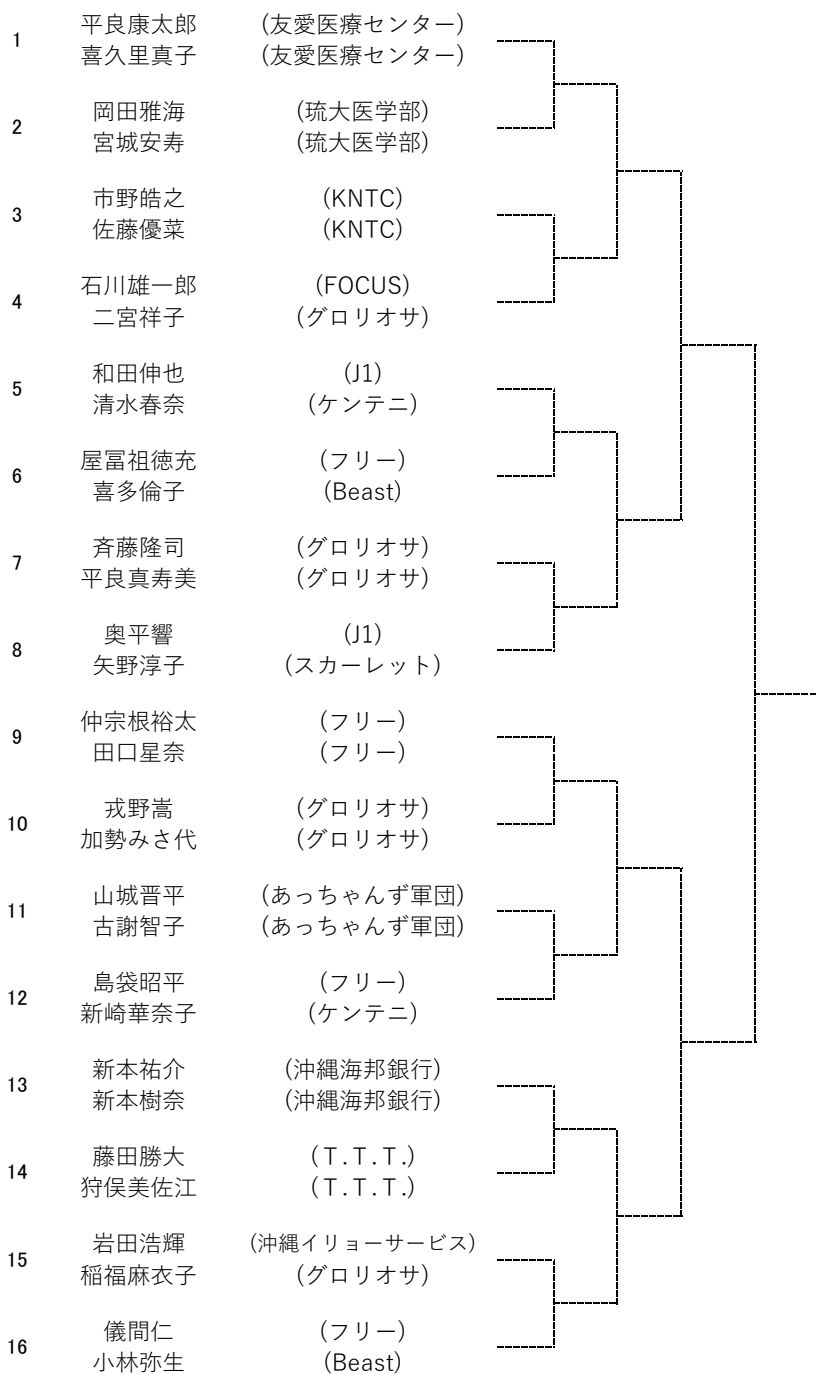 1
平良康太郎 (友愛医療センター)
喜久里真子 (友愛医療センター)
2
岡田雅海 (琉大医学部)
宮城安寿 (琉大医学部)
3
市野皓之 (KNTC)
佐藤優菜 (KNTC)
4
石川雄一郎 (FOCUS)
二宮祥子 (グロリオサ)
5
和田伸也 (J1)
清水春奈 (ケンテニ)
6
屋冨祖徳充 (フリー)
喜多倫子 (Beast)
7
斉藤隆司 (グロリオサ)
平良真寿美 (グロリオサ)
8
奥平響 (J1)
矢野淳子 (スカーレット)
9
仲宗根裕太 (フリー)
田口星奈 (フリー)
10
戎野嵩 (グロリオサ)
加勢みさ代 (グロリオサ)
11
山城晋平 (あっちゃんず軍団)
古謝智子 (あっちゃんず軍団)
12
島袋昭平 (フリー)
新崎華奈子 (ケンテニ)
13
新本祐介 (沖縄海邦銀行)
新本樹奈 (沖縄海邦銀行)
14
藤田勝大 (Ｔ.Ｔ.Ｔ.)
狩俣美佐江 (Ｔ.Ｔ.Ｔ.)
15
岩田浩輝 (沖縄イリョーサービス)
稲福麻衣子 (グロリオサ)
16
儀間仁 (フリー)
小林弥生 (Beast)